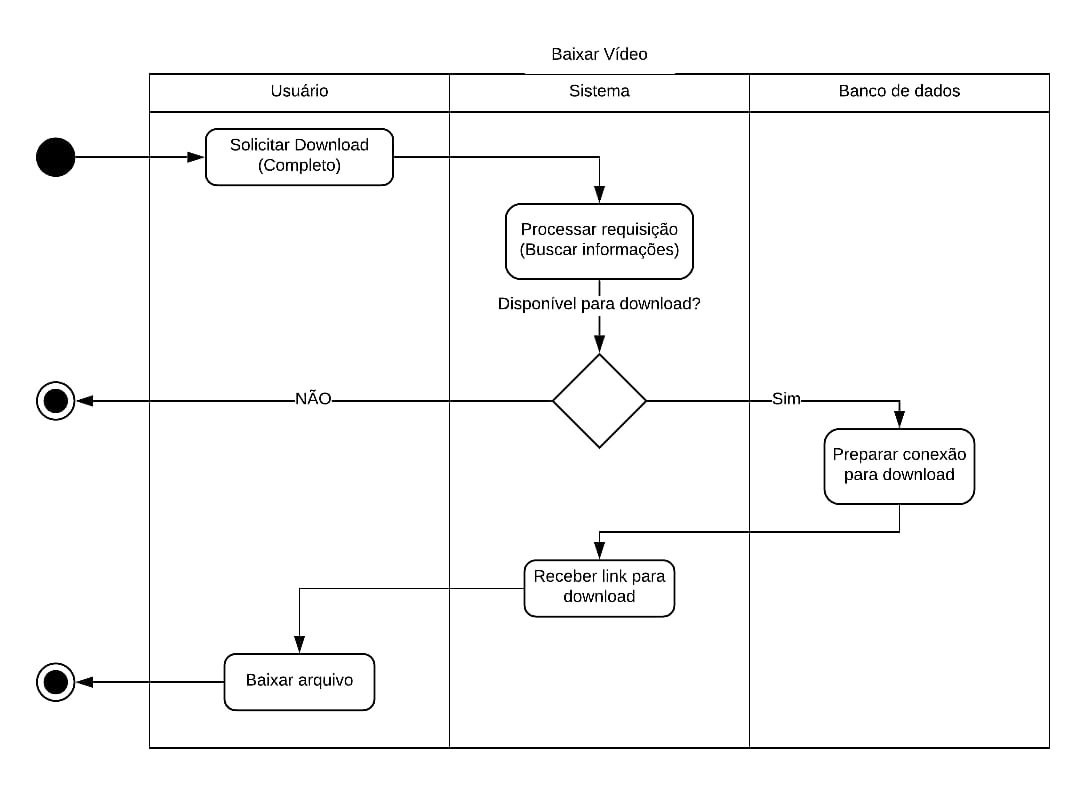 Baixar Vídeo
Usuário
Sistema
Banco de dados
Solicitar Download
(Completo)
Processar requisição
(Buscar informações)
Disponível para download?
NÃO
Sim
Preparar conexão
para download
Receber link para
download
Baixar arquivo